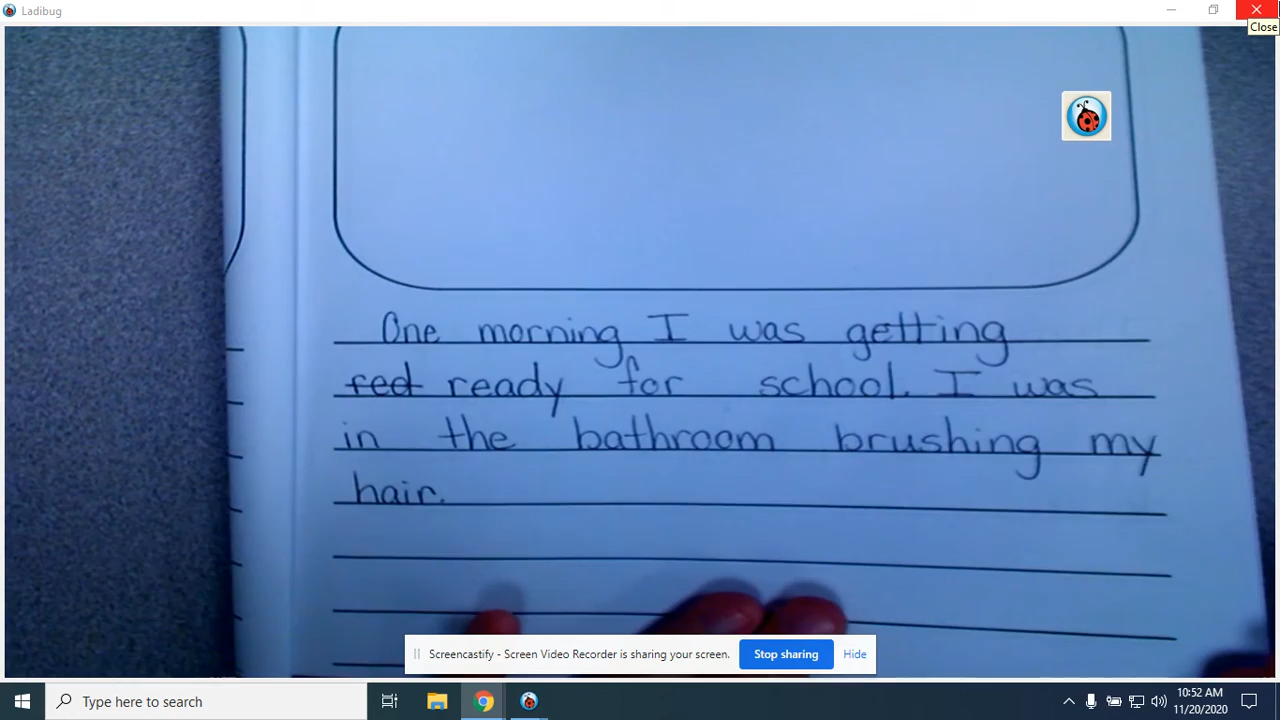 Ladibug
Close
One morning I was getting
red ready for school. I was
in the bathroom brushing my
hair.
Screencastify - Screen Video Recorder is sharing your screen. Stop sharing Hide
Type here to search
10:52 AM
11/20/2020